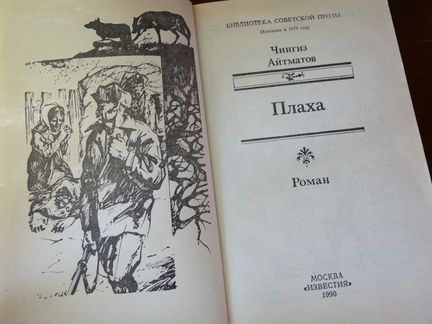 БИБЛИОТЕКА СОВЕТСКОЙ ПРОЗЫ
Основана в 1978 году
Чингиз
Айтматов
Плаха
Роман
МОСКВА
«ИЗВЕСТИЯ»
1990